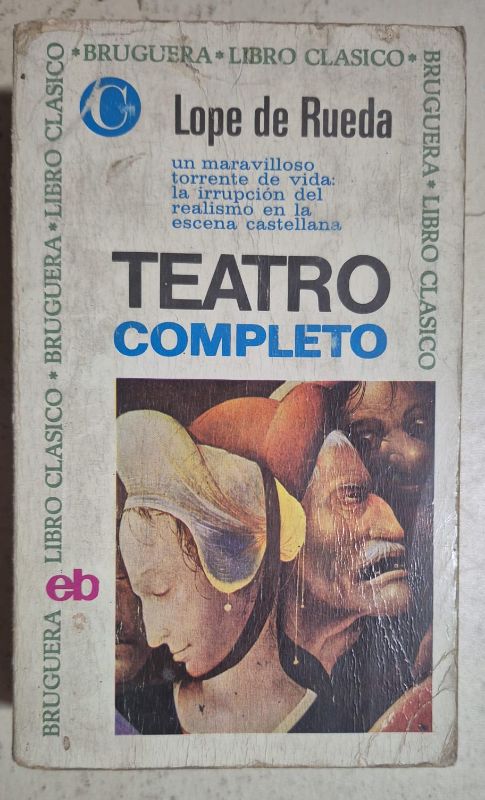 *BRUGUERA*LIBRO CLASICO*
BRUGUERA*LIBRO CLASICO
BRUGUERA LIBRO CLASICO * BRUGUERA*LIBRO CLASICO
C
Lope de Rueda
un maravilloso
torrente de vida:
la irrupción del
realismo en la
escena castellana
TEATRO
COMPLETO
eb